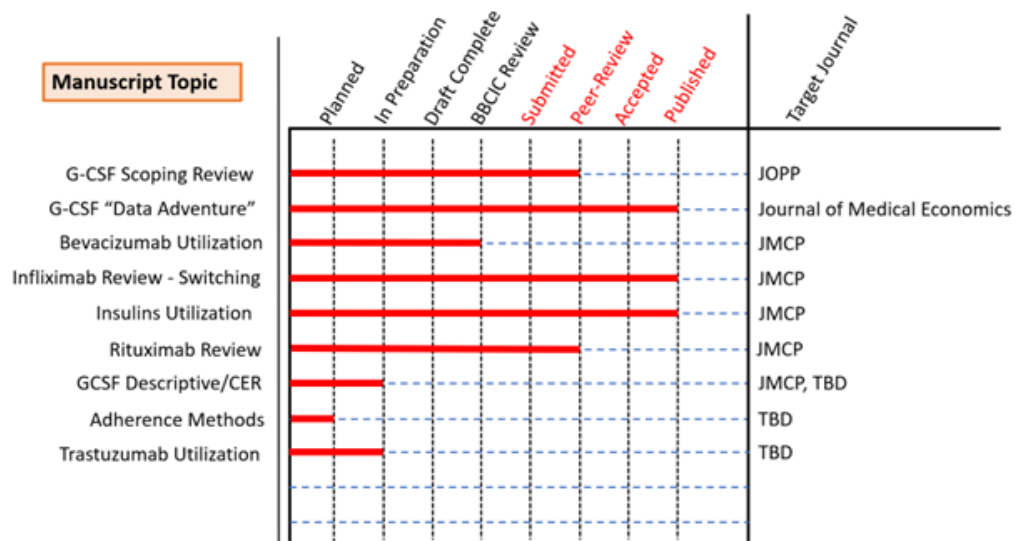 Manuscript Topic
Planned
In Preparation
Draft Complete
BBCIC Review
Submitted
Peer-Review
Accepted
Published
Target Journal
G-CSF Scoping Review JOPP
G-CSF “Data Adventure” Journal of Medical Economics
Bevacizumab Utilization JMCP
Infliximab Review - Switching JMCP
Insulins Utilization JMCP
Rituximab Review JMCP
GCSF Descriptive/CER JMCP, TBD
Adherence Methods TBD
Trastuzumab Utilization TBD